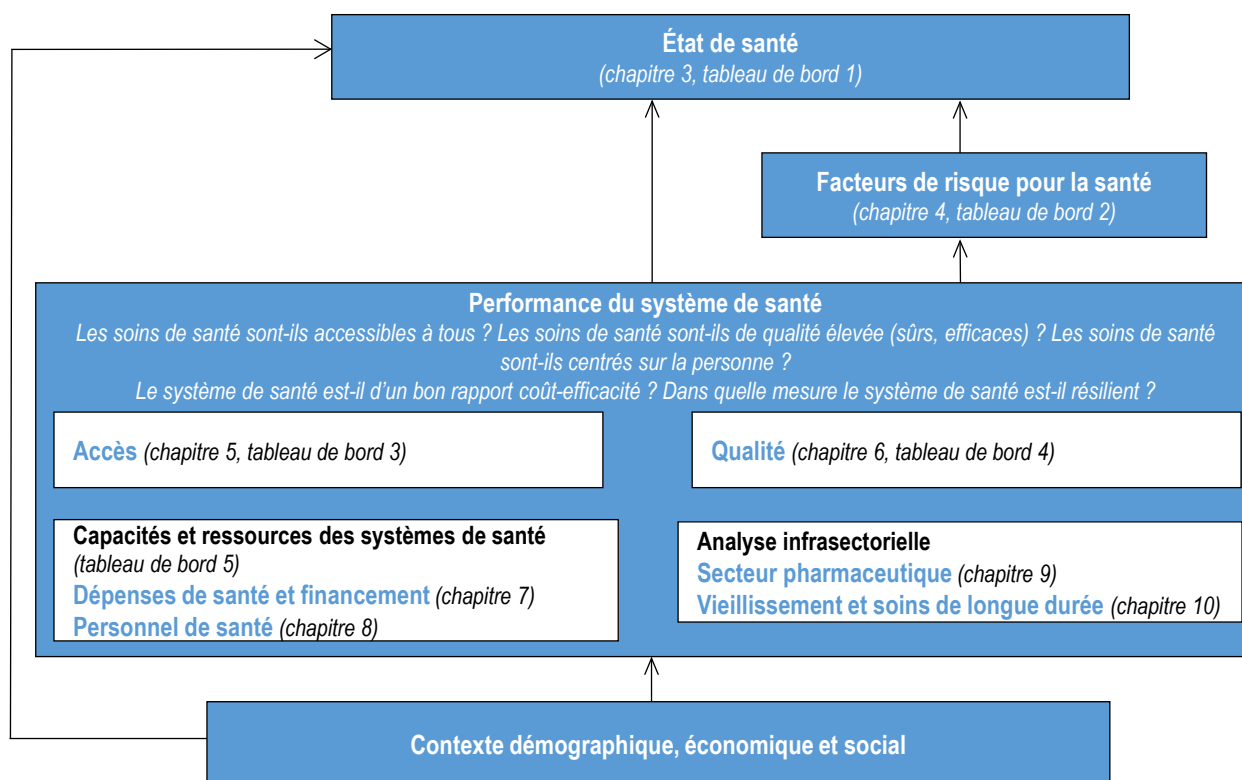 État de santé
(chapitre 3, tableau de bord 1)
Facteurs de risque pour la santé
(chapitre 4, tableau de bord 2)
Performance du système de santé
Les soins de santé sont-ils accessibles à tous ? Les soins de santé sont-ils de qualité élevée (sûrs, efficaces) ? Les soins de santé
sont-ils centrés sur la personne ?
Le système de santé est-il d’un bon rapport coût-efficacité ? Dans quelle mesure le système de santé est-il résilient ?
Accès (chapitre 5, tableau de bord 3)
Qualité (chapitre 6, tableau de bord 4)
Capacités et ressources des systèmes de santé
(tableau de bord 5)
Dépenses de santé et financement (chapitre 7)
Personnel de santé (chapitre 8)
Analyse infrasectorielle
Secteur pharmaceutique (chapitre 9)
Vieillissement et soins de longue durée (chapitre 10)
Contexte démographique, économique et social